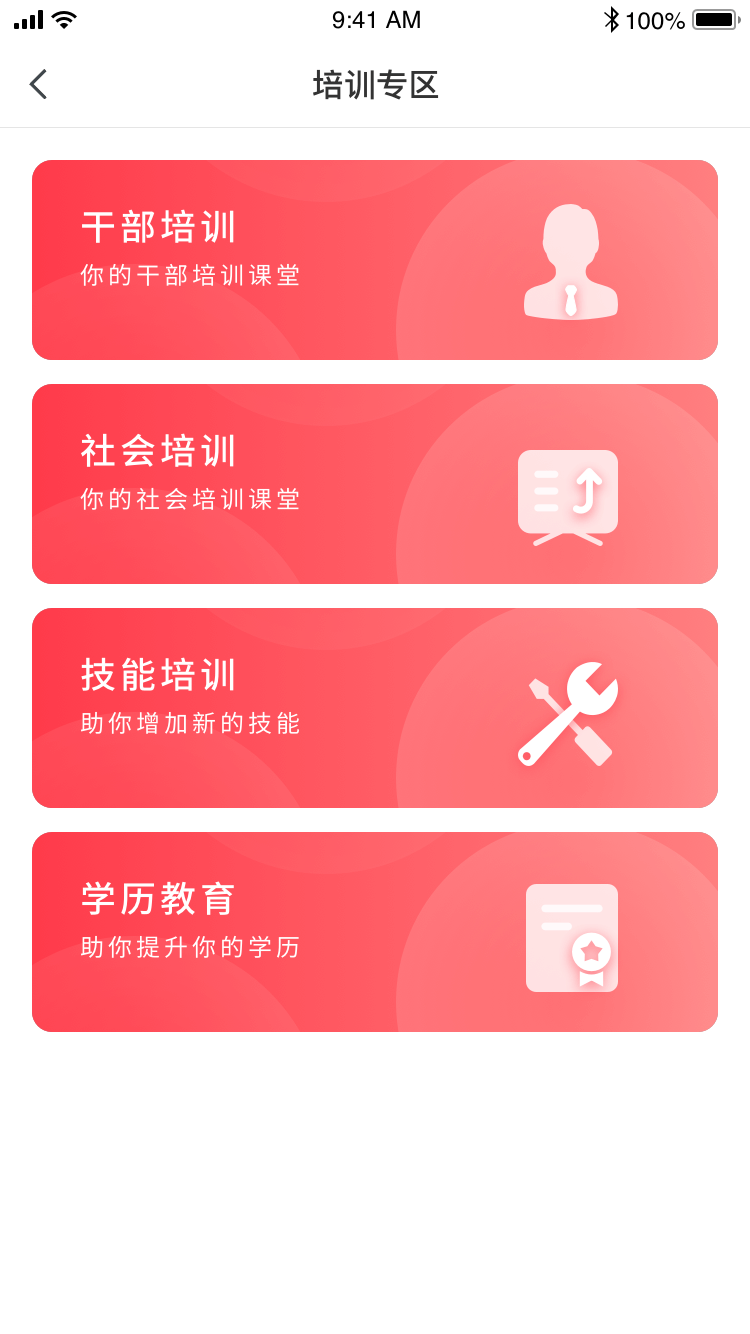 9:41 AM
100%
培训专区
干部培训
你的干部培训课堂
社会培训
你的社会培训课堂
技能培训
助你增加新的技能
学历教育
助你提升你的学历